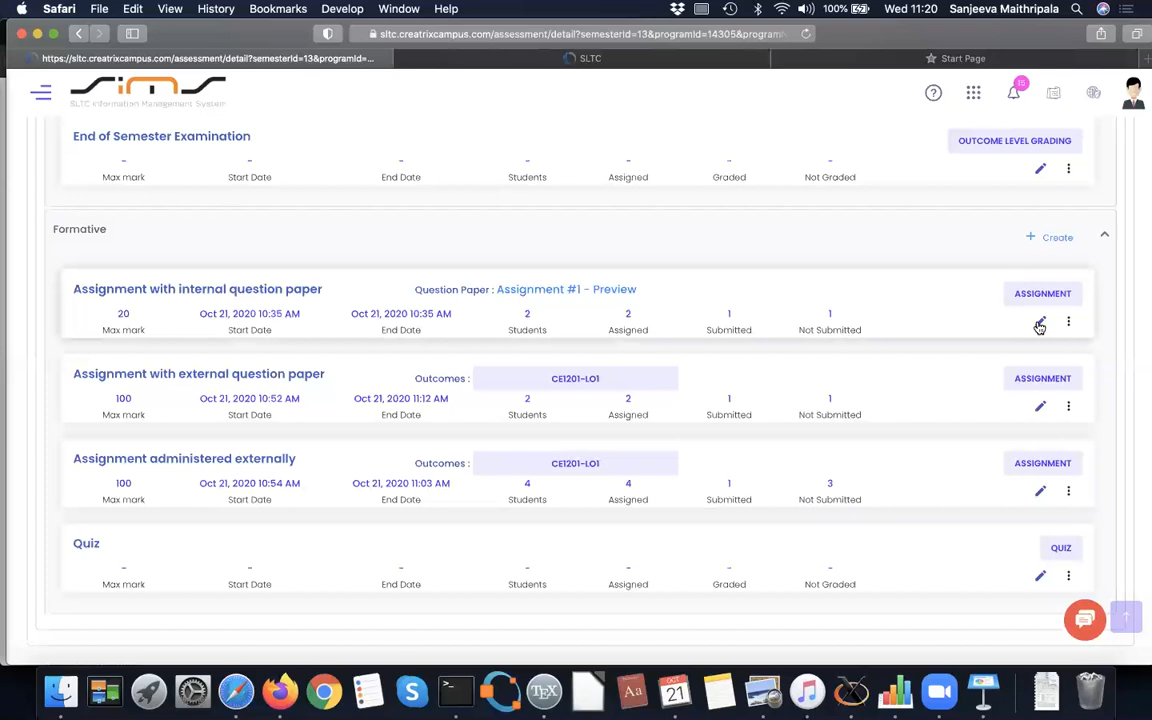 Safari File Edit View History Bookmarks Develop Window Help 100% Wed 11:20 Sanjeeva Maithripala
sltc.creatrixcampus.com/assessment/detail?semesterId=13&programId=14305&program
https://sltc.creatrixcampus.com/assessment/detail?semesterId=13&programId=... SLTC Start Page
SIMS
SLTC Information Management System
15
End of Semester Examination OUTCOME LEVEL GRADING
- - - - - - -
Max mark Start Date End Date Students Assigned Graded Not Graded
Formative
+ Create
Assignment with internal question paper Question Paper : Assignment #1 - Preview ASSIGNMENT
20 Oct 21, 2020 10:35 AM Oct 21, 2020 10:35 AM 2 2 1 1
Max mark Start Date End Date Students Assigned Submitted Not Submitted
Assignment with external question paper Outcomes : CE1201-LO1 ASSIGNMENT
100 Oct 21, 2020 10:52 AM Oct 21, 2020 11:12 AM 2 2 1 1
Max mark Start Date End Date Students Assigned Submitted Not Submitted
Assignment administered externally Outcomes : CE1201-LO1 ASSIGNMENT
100 Oct 21, 2020 10:54 AM Oct 21, 2020 11:03 AM 4 4 1 3
Max mark Start Date End Date Students Assigned Submitted Not Submitted
Quiz QUIZ
- - - - - - -
Max mark Start Date End Date Students Assigned Graded Not Graded
TEX Aa OCT 21